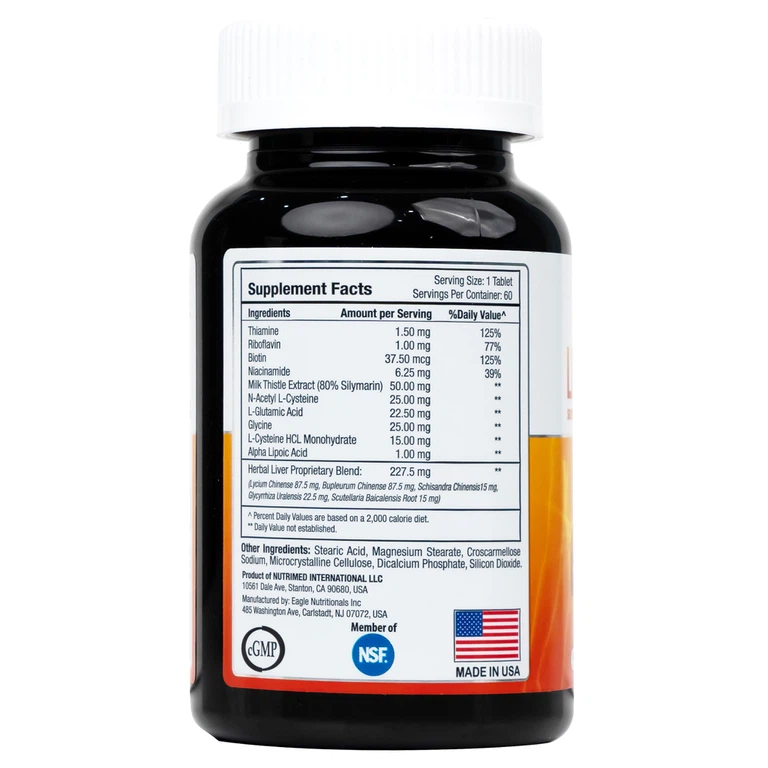 Supplement Facts
Serving Size: 1 Tablet
Servings Per Container: 60
Ingredients Amount per Serving %Daily Value^
Thiamine 1.50 mg 125%
Riboflavin 1.00 mg 77%
Biotin 37.50 mcg 125%
Niacinamide 6.25 mg 39%
Milk Thistle Extract (80% Silymarin) 50.00 mg **
N-Acetyl L-Cysteine 25.00 mg **
L-Glutamic Acid 22.50 mg **
Glycine 25.00 mg **
L-Cysteine HCL Monohydrate 15.00 mg **
Alpha Lipoic Acid 1.00 mg **
Herbal Liver Proprietary Blend: 227.5 mg **
(Lycium Chinense 87.5 mg, Bupleurum Chinense 87.5 mg, Schisandra Chinensis15 mg,
Glycyrrhiza Uralensis 22.5 mg, Scutellaria Baicalensis Root 15 mg)
^ Percent Daily Values are based on a 2,000 calorie diet.
** Daily Value not established.
Other Ingredients: Stearic Acid, Magnesium Stearate, Croscarmellose
Sodium, Microcrystalline Cellulose, Dicalcium Phosphate, Silicon Dioxide.
Product of NUTRIMED INTERNATIONAL LLC
10561 Dale Ave, Stanton, CA 90680, USA
Manufactured by: Eagle Nutritionals Inc
485 Washington Ave, Carlstadt, NJ 07072, USA
cGMP
Member of
NSF.
MADE IN USA